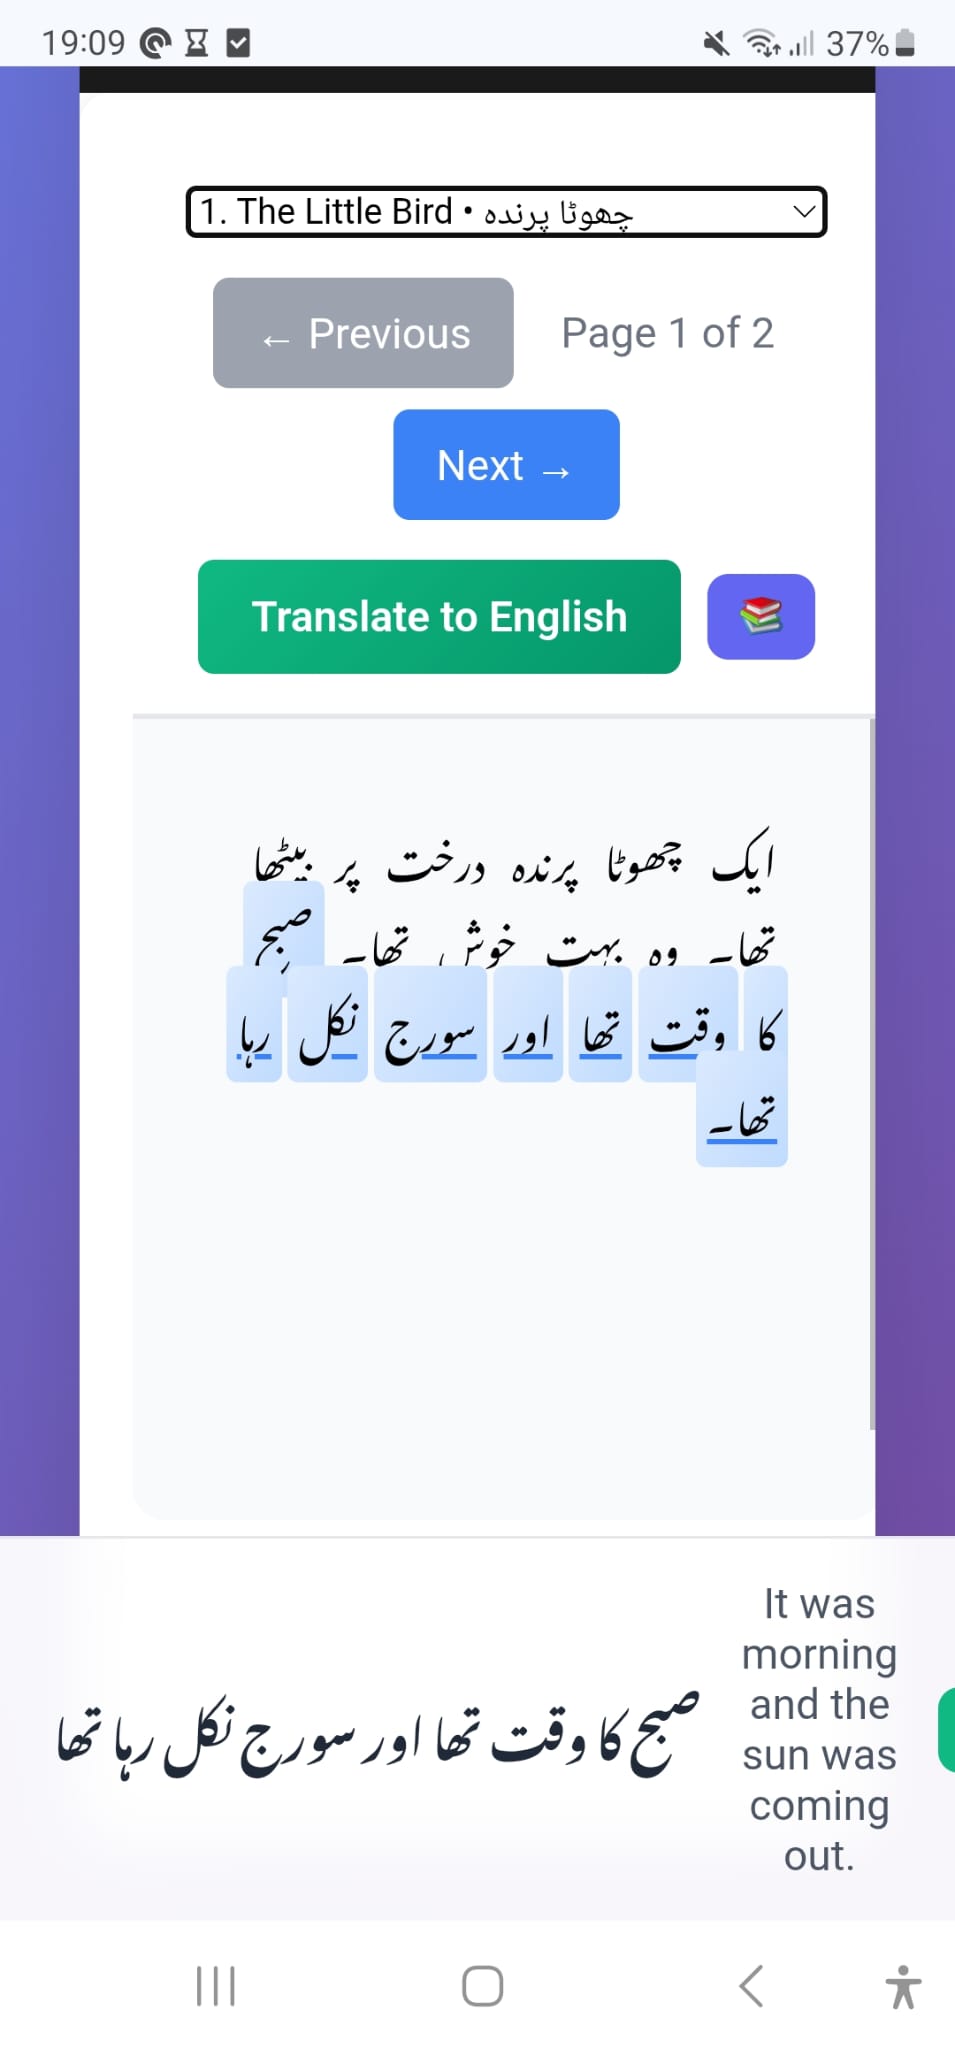 19:09
37%
1. The Little Bird • چھوٹا پرندہ
← Previous
Page 1 of 2
Next →
Translate to English
ایک چھوٹا پرندہ درخت پر بیٹھا
تھا۔ وہ بہت خوش تھا۔ صبح
کا وقت تھا اور سورج نکل رہا
تھا۔
صبح کا وقت تھا اور سورج نکل رہا تھا
It was
morning
and the
sun was
coming
out.